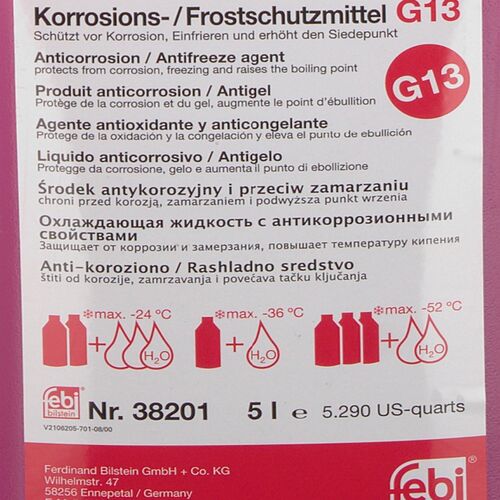 Korrosions-/Frostschutzmittel G13
Schützt vor Korrosion, Einfrieren und erhöht den Siedepunkt
Anticorrosion / Antifreeze agent
protects from corrosion, freezing and raises the boiling point
G13
Produit anticorrosion / Antigel
Protège de la corrosion et du gel, augmente le point d'ébullition
Agente antioxidante y anticongelante
Protege de la oxidación y la congelación y eleva el punto de ebullición
Liquido anticorrosivo / Antigelo
Protegge da corrosione, gelo e aumenta il punto di ebollizione
Środek antykorozyjny i przeciw zamarzaniu
chroni przed korozją, zamarzaniem i podwyższa punkt wrzenia
Охлаждающая жидкость с антикоррозионными
свойствами
Защищает от коррозии и замерзания, повышает температуру кипения
Anti-koroziono / Rashladno sredstvo
štiti od korozije, zamrzavanja i povećava tačku ključanja
❄max. -24 ºC
❄max. -36 ºC
❄max. -52 ºC
+ H₂O
+ H₂O
+ H₂O
febi
bilstein
Nr. 38201 5 l e 5.290 US-quarts
V2106205-701-08/00
Ferdinand Bilstein GmbH + Co. KG
Wilhelmstr. 47
58256 Ennepetal / Germany
febi